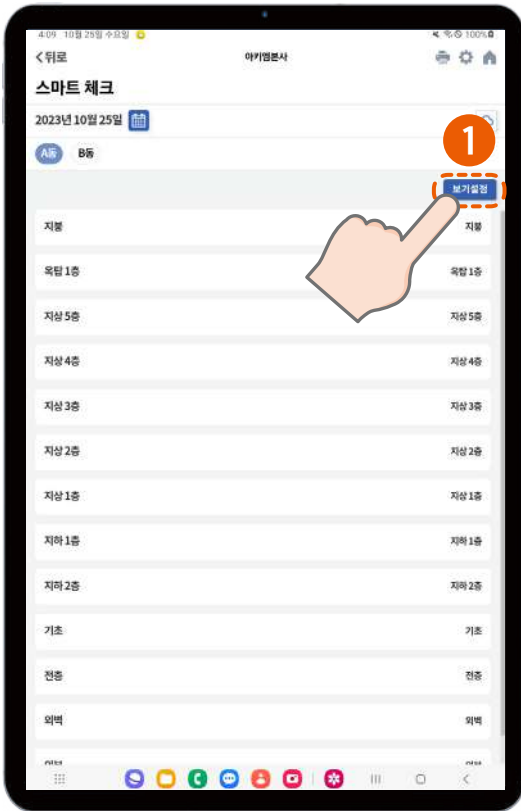 4:09 10월 25일 수요일 100%
<뒤로 아키엠본사
스마트 체크
2023년 10월 25일
1
A동 B동
보기설정
지붕 지붕
옥탑 1층 옥탑 1층
지상 5층 지상 5층
지상 4층 지상 4층
지상 3층 지상 3층
지상 2층 지상 2층
지상 1층 지상 1층
지하 1층 지하 1층
지하 2층 지하 2층
기초 기초
전층 전층
외벽 외벽